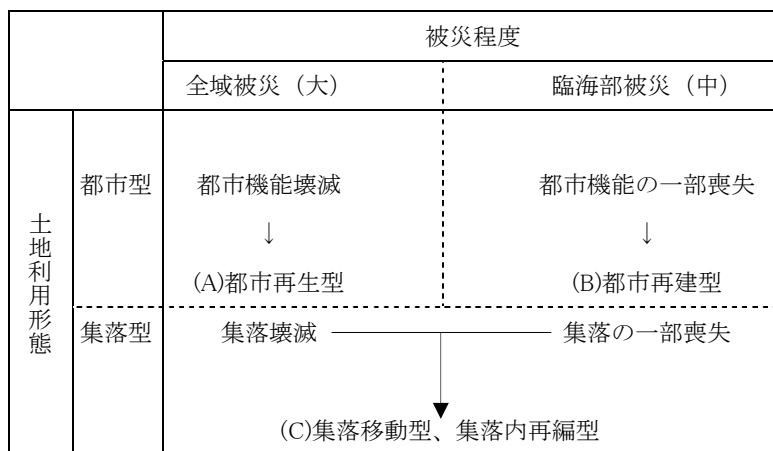 被災程度
全域被災（大）
臨海部被災（中）
土地利用形態
都市型
都市機能壊滅
都市機能の一部喪失
↓
↓
(A)都市再生型
(B)都市再建型
集落型
集落壊滅
集落の一部喪失
(C)集落移動型、集落内再編型